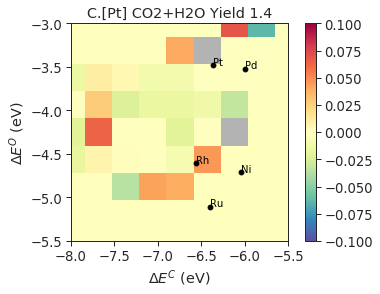 C.[Pt] CO2+H2O Yield 1.4
−3.0
−3.5
−4.0
−4.5
−5.0
−5.5
ΔE^O (eV)
Pt
Pd
Rh
Ni
Ru
−8.0 −7.5 −7.0 −6.5 −6.0 −5.5
ΔE^C (eV)
0.100
0.075
0.050
0.025
0.000
−0.025
−0.050
−0.075
−0.100